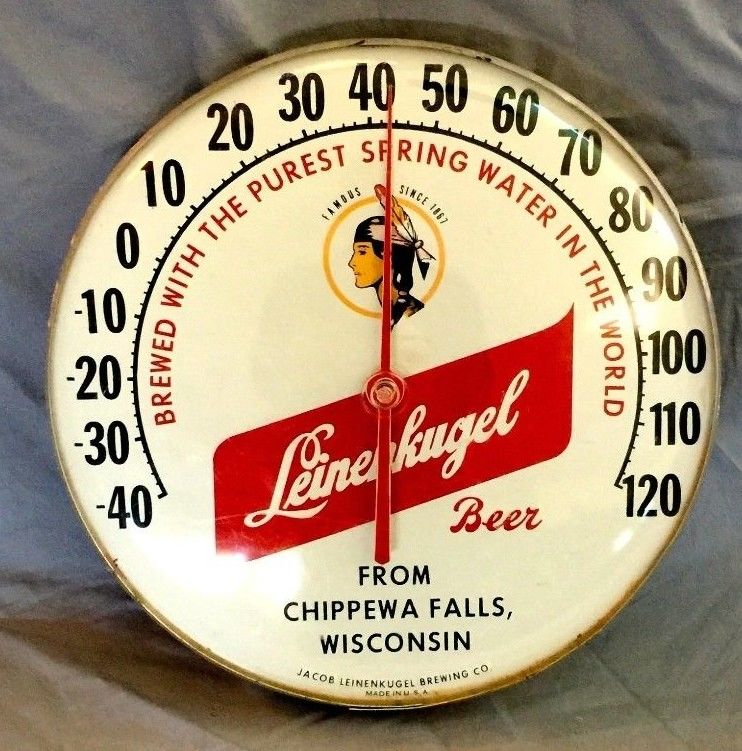 -40
-30
-20
-10
0
10
20
30
40
50
60
70
80
90
100
110
120
BREWED WITH THE PUREST SPRING WATER IN THE WORLD
FAMOUS SINCE 1867
Leinenkugel
Beer
FROM
CHIPPEWA FALLS,
WISCONSIN
JACOB LEINENKUGEL BREWING CO.
MADE IN U.S.A.